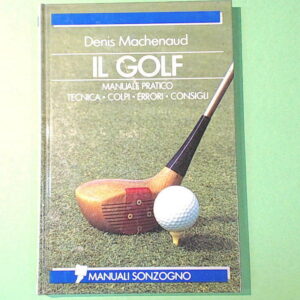 Denis Machenaud
IL GOLF
MANUALE PRATICO
TECNICA • COLPI • ERRORI • CONSIGLI
MANUALI SONZOGNO